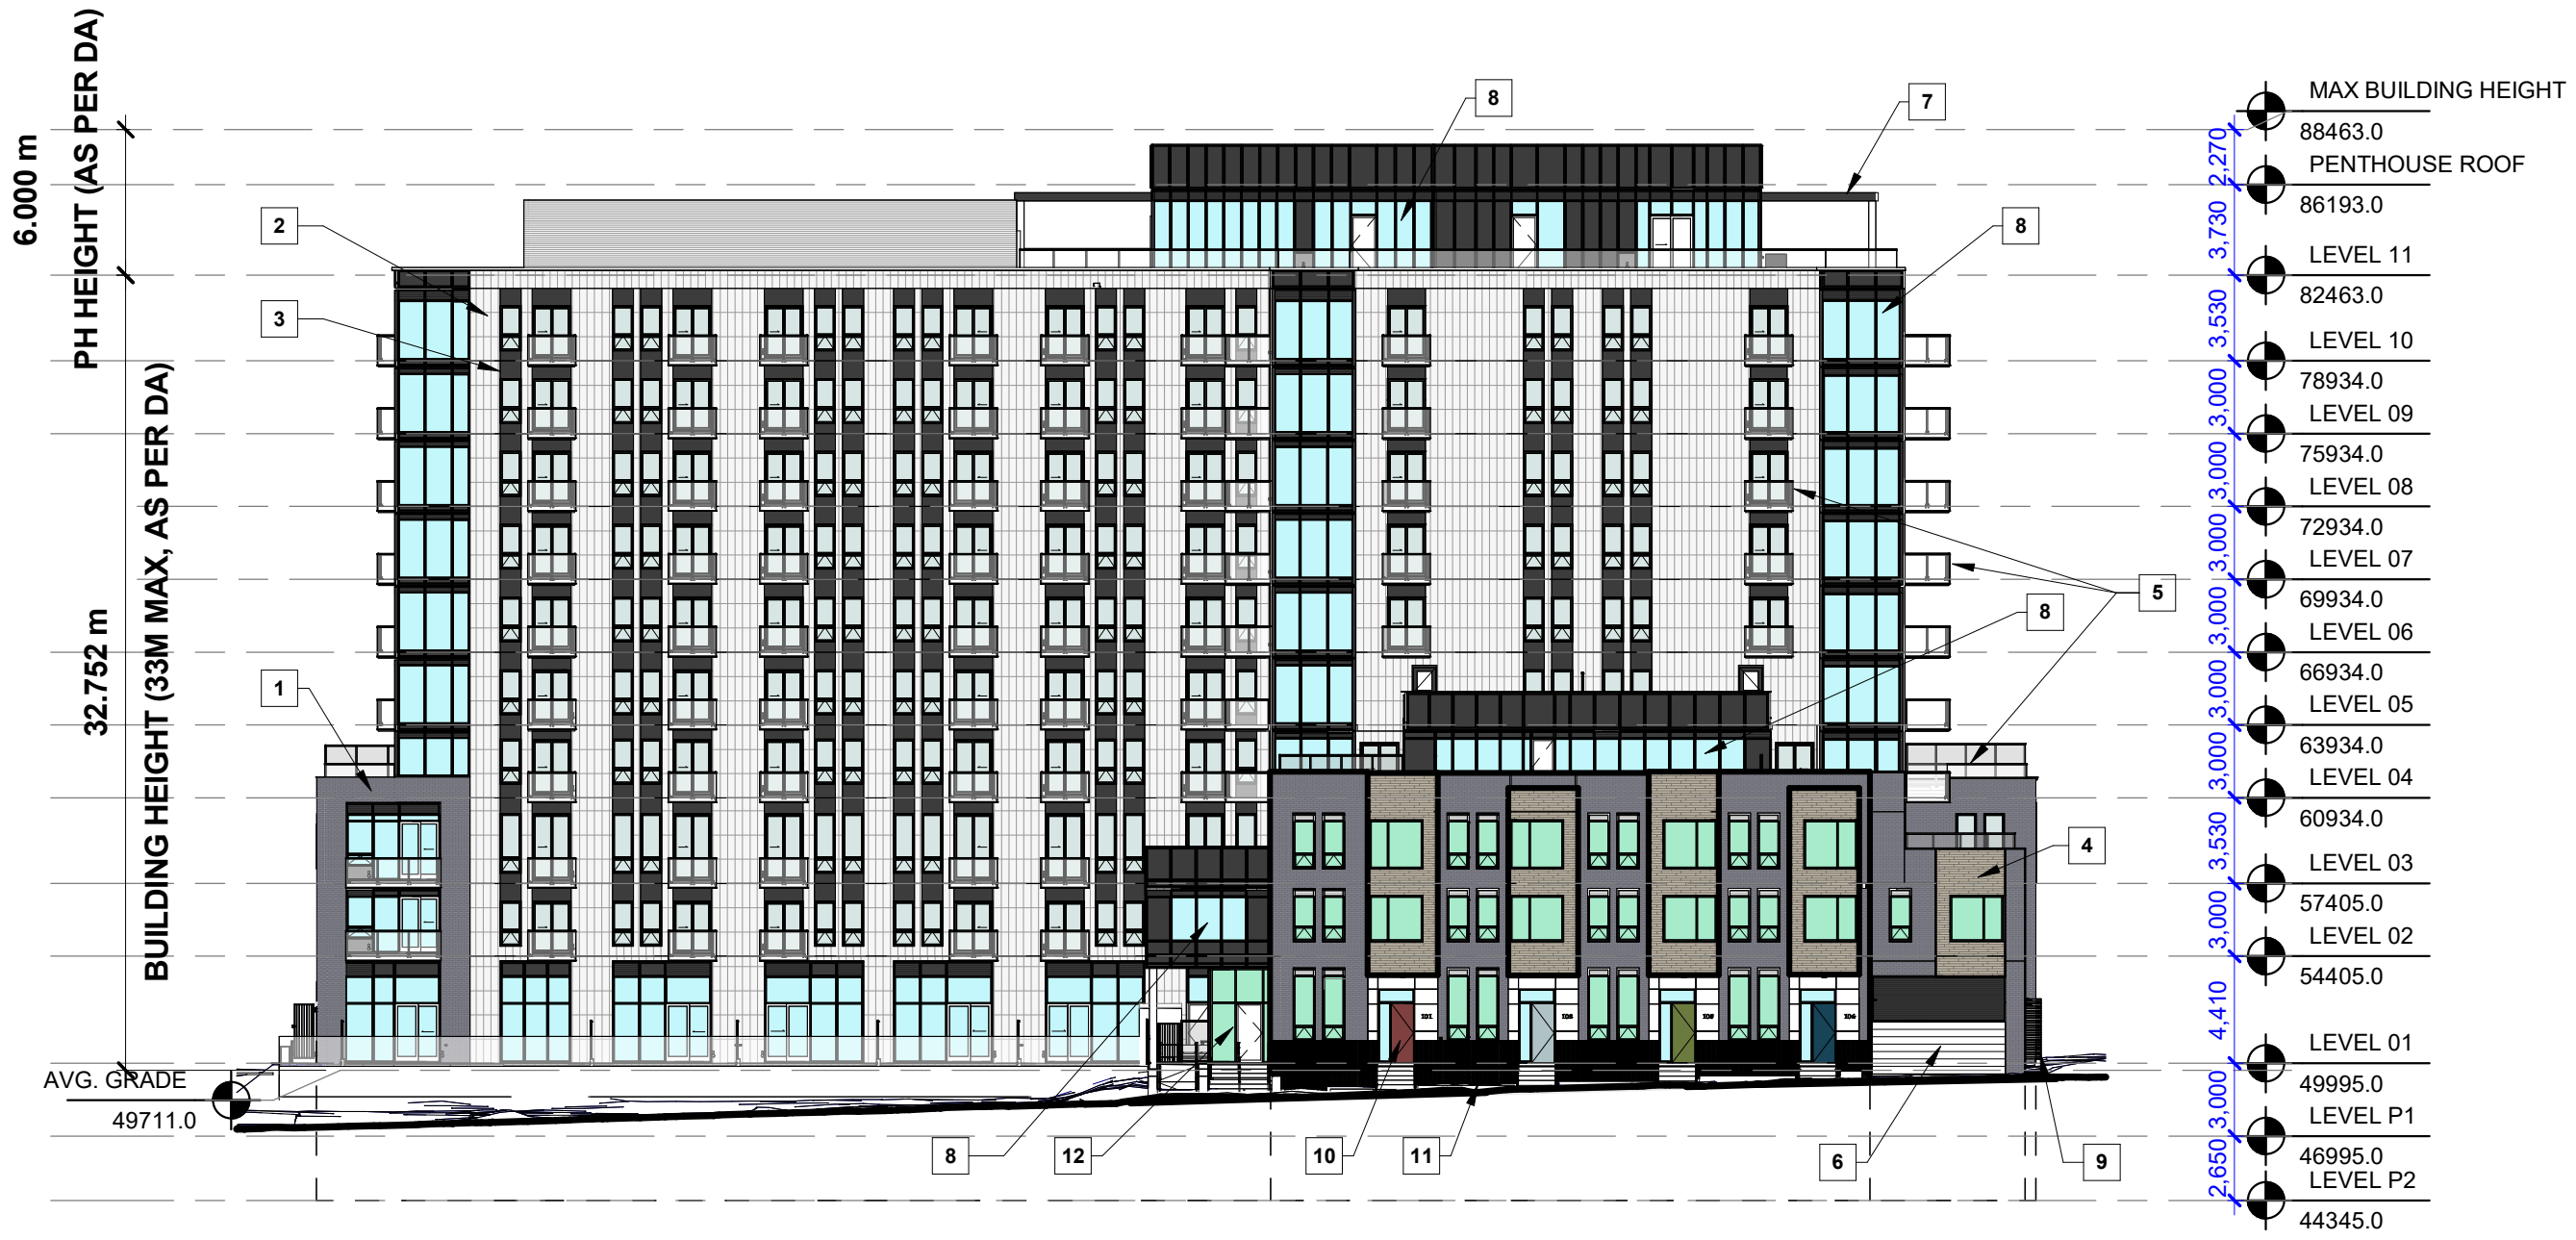 6.000 m
PH HEIGHT (AS PER DA)
32.752 m
BUILDING HEIGHT (33M MAX, AS PER DA)
AVG. GRADE
49711.0
8
7
2
8
3
5
8
1
4
8
12
10
11
6
9
101
MAX BUILDING HEIGHT
88463.0
2,270
PENTHOUSE ROOF
86193.0
3,730
LEVEL 11
82463.0
3,530
LEVEL 10
78934.0
3,000
LEVEL 09
75934.0
3,000
LEVEL 08
72934.0
3,000
LEVEL 07
69934.0
3,000
LEVEL 06
66934.0
3,000
LEVEL 05
63934.0
3,000
LEVEL 04
60934.0
3,530
LEVEL 03
57405.0
3,000
LEVEL 02
54405.0
4,410
LEVEL 01
49995.0
3,000
LEVEL P1
46995.0
2,650
LEVEL P2
44345.0